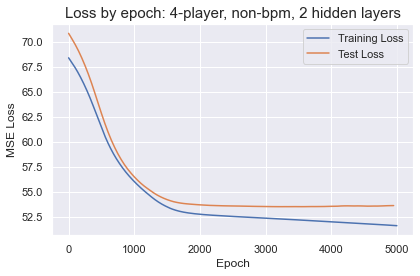 Loss by epoch: 4-player, non-bpm, 2 hidden layers
Training Loss
Test Loss
70.0
67.5
65.0
62.5
60.0
57.5
55.0
52.5
MSE Loss
0 1000 2000 3000 4000 5000
Epoch